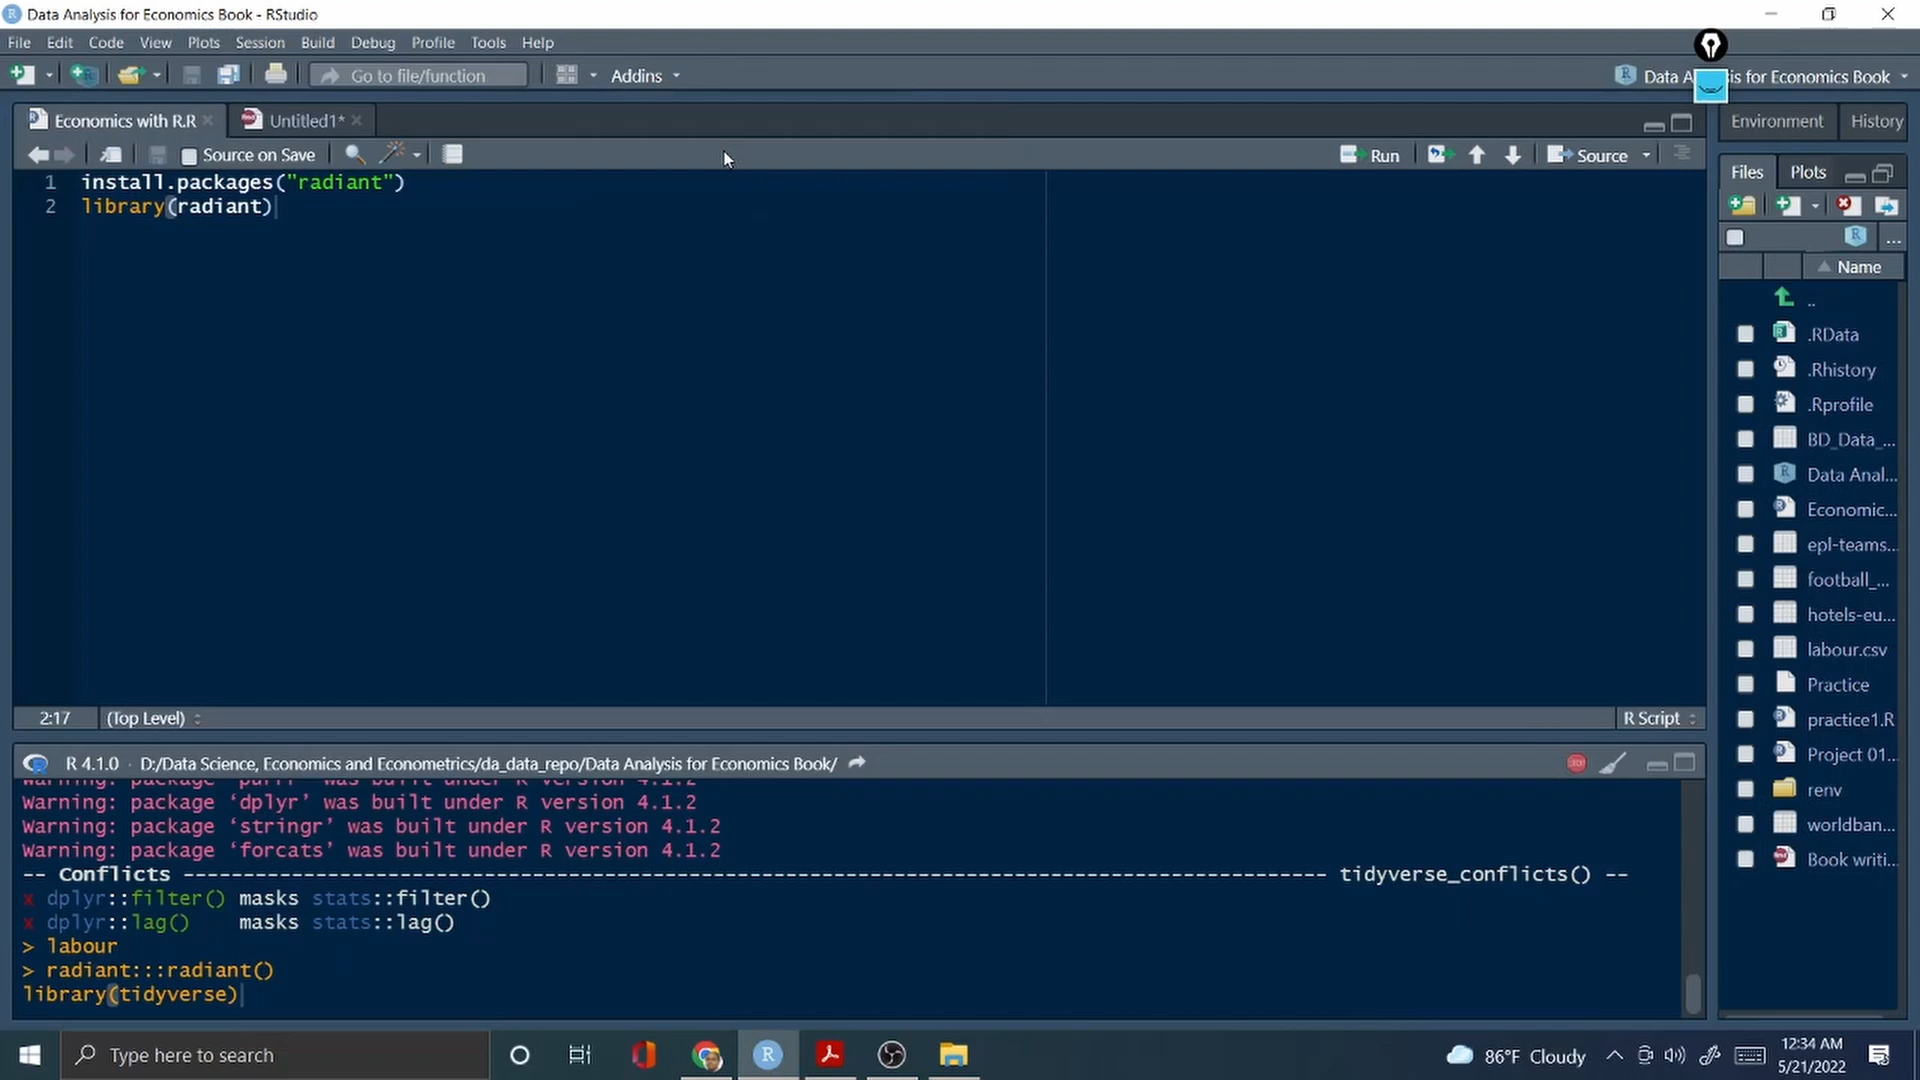 Data Analysis for Economics Book - RStudio
File Edit Code View Plots Session Build Debug Profile Tools Help
Go to file/function Addins
Economics with R.R Untitled1*
Source on Save Run Source
1 install.packages("radiant")
2 library(radiant)
2:17 (Top Level) R Script
R 4.1.0 · D:/Data Science, Economics and Econometrics/da_data_repo/Data Analysis for Economics Book/
Warning: package ‘purrr’ was built under R version 4.1.2
Warning: package ‘dplyr’ was built under R version 4.1.2
Warning: package ‘stringr’ was built under R version 4.1.2
Warning: package ‘forcats’ was built under R version 4.1.2
-- Conflicts ------------------------------------------------------------------------------------------------ tidyverse_conflicts() --
x dplyr::filter() masks stats::filter()
x dplyr::lag() masks stats::lag()
> labour
> radiant:::radiant()
library(tidyverse)
for Economics Book
Environment History
Files Plots
...
Name
..
.RData
.Rhistory
.Rprofile
BD_Data_...
Data Anal...
Economic...
epl-teams...
football_...
hotels-eu...
labour.csv
Practice
practice1.R
Project 01...
renv
worldban...
Book writi...
Type here to search
86°F Cloudy
12:34 AM
5/21/2022